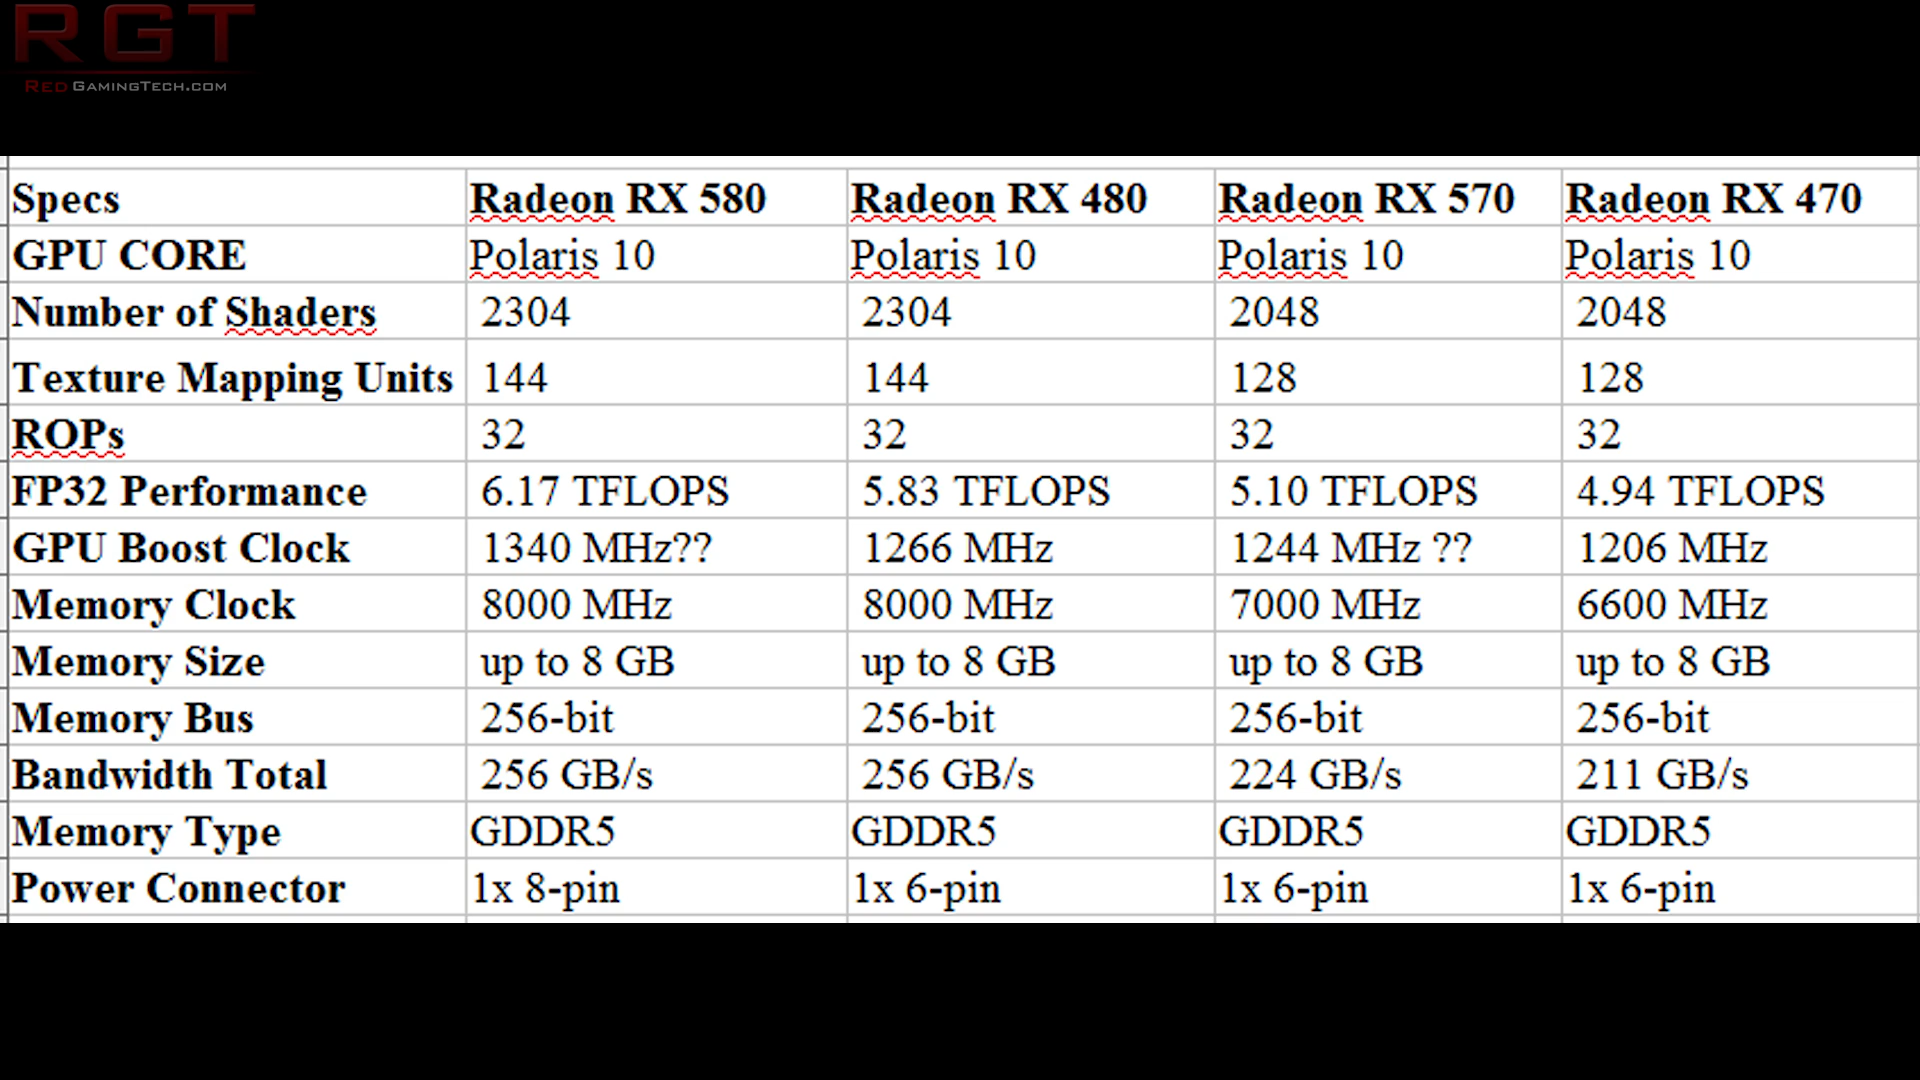 RGT
RED GAMINGTECH.COM
Specs Radeon RX 580 Radeon RX 480 Radeon RX 570 Radeon RX 470
GPU CORE Polaris 10 Polaris 10 Polaris 10 Polaris 10
Number of Shaders 2304 2304 2048 2048
Texture Mapping Units 144 144 128 128
ROPs 32 32 32 32
FP32 Performance 6.17 TFLOPS 5.83 TFLOPS 5.10 TFLOPS 4.94 TFLOPS
GPU Boost Clock 1340 MHz?? 1266 MHz 1244 MHz ?? 1206 MHz
Memory Clock 8000 MHz 8000 MHz 7000 MHz 6600 MHz
Memory Size up to 8 GB up to 8 GB up to 8 GB up to 8 GB
Memory Bus 256-bit 256-bit 256-bit 256-bit
Bandwidth Total 256 GB/s 256 GB/s 224 GB/s 211 GB/s
Memory Type GDDR5 GDDR5 GDDR5 GDDR5
Power Connector 1x 8-pin 1x 6-pin 1x 6-pin 1x 6-pin